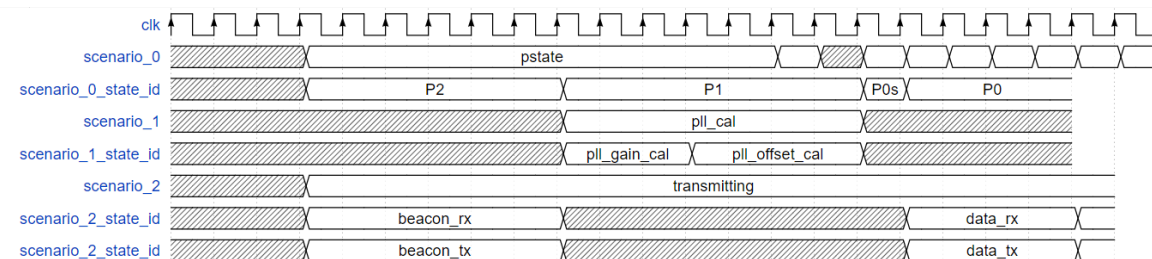 clk
scenario_0 pstate
scenario_0_state_id P2 P1 P0s P0
scenario_1 pll_cal
scenario_1_state_id pll_gain_cal pll_offset_cal
scenario_2 transmitting
scenario_2_state_id beacon_rx data_rx
scenario_2_state_id beacon_tx data_tx